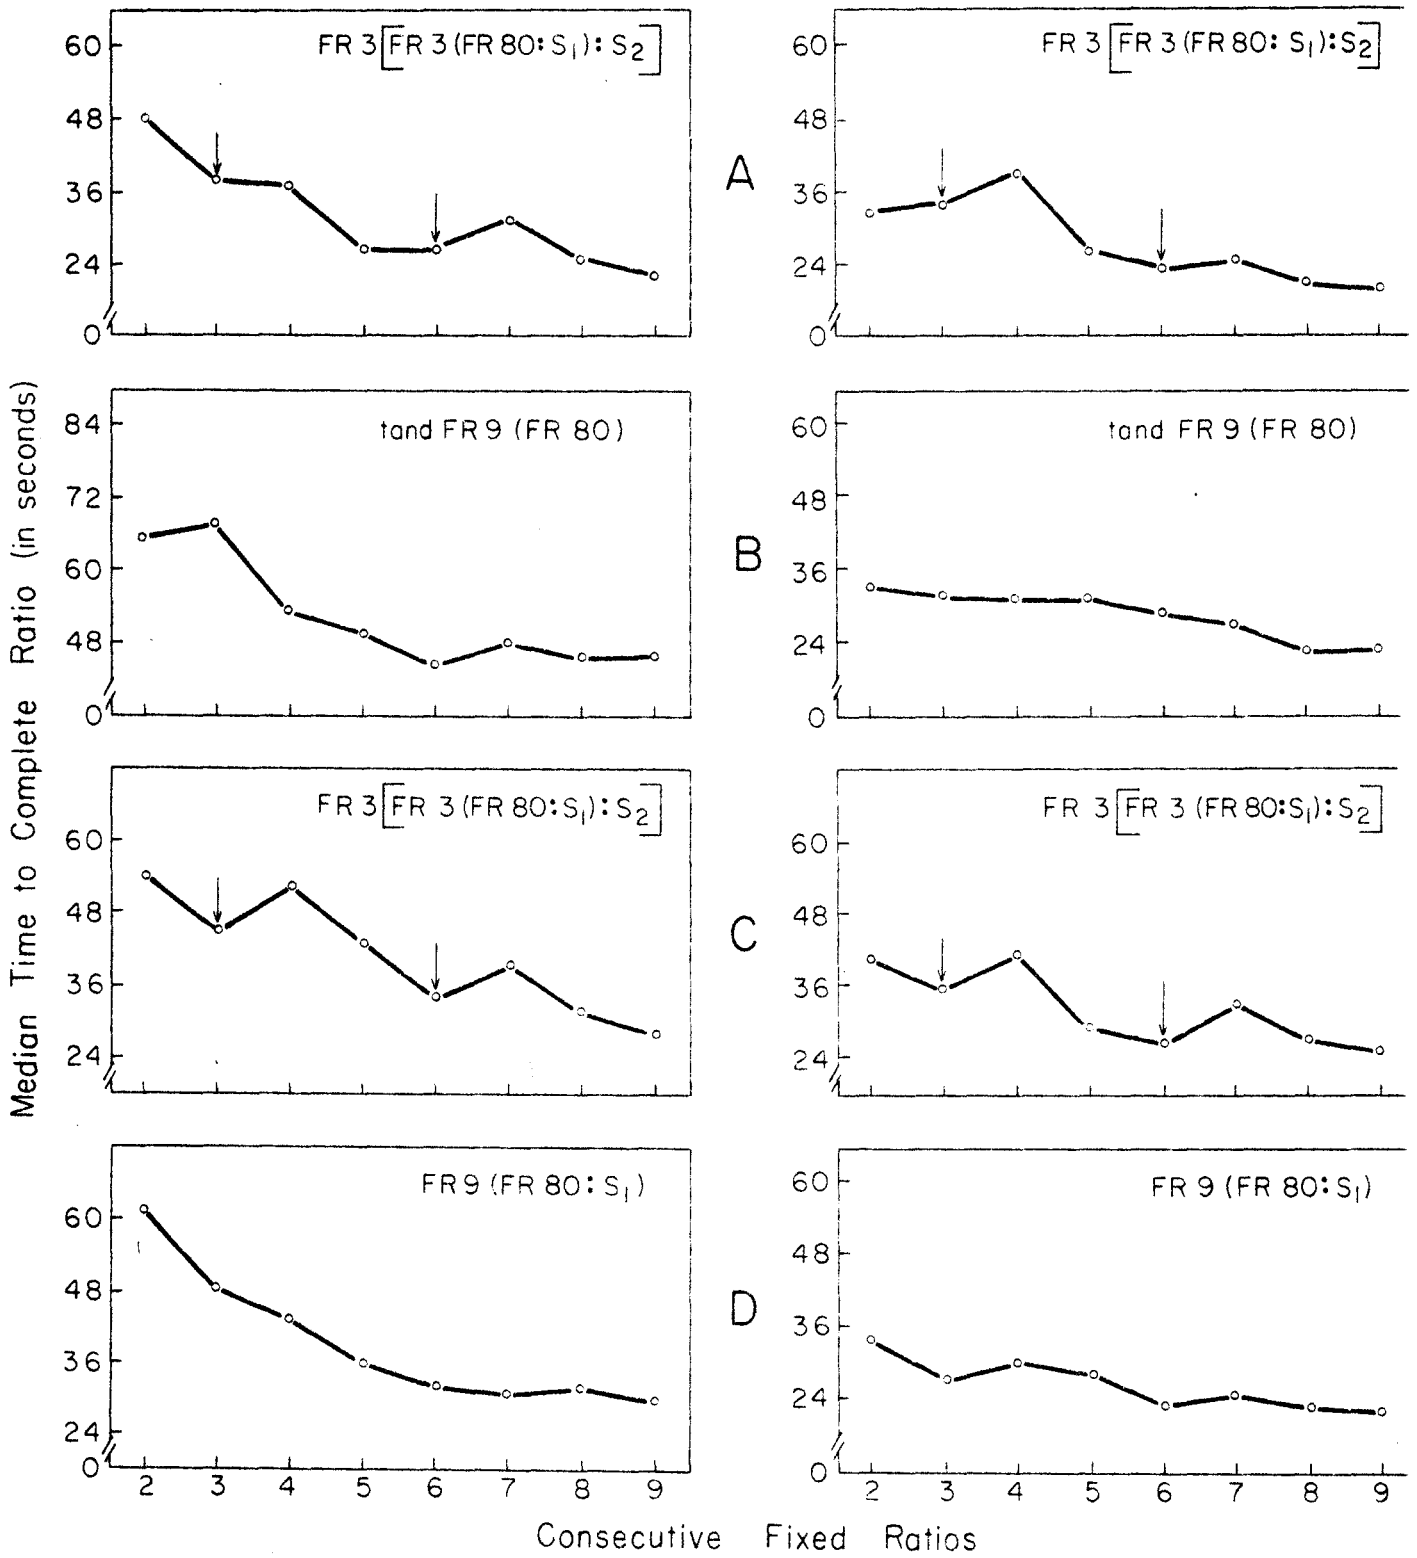 Median Time to Complete Ratio (in seconds)
FR 3[FR 3(FR 80:S₁):S₂]
60
48
36
24
0
A
FR 3[FR 3(FR 80:S₁):S₂]
60
48
36
24
0
tand FR 9 (FR 80)
84
72
60
48
0
B
tand FR 9 (FR 80)
60
48
36
24
0
FR 3[FR 3(FR 80:S₁):S₂]
60
48
36
24
C
FR 3[FR 3(FR 80:S₁):S₂]
60
48
36
24
FR 9 (FR 80:S₁)
60
48
36
24
0
2 3 4 5 6 7 8 9
D
FR 9 (FR 80:S₁)
60
48
36
24
0
2 3 4 5 6 7 8 9
Consecutive Fixed Ratios